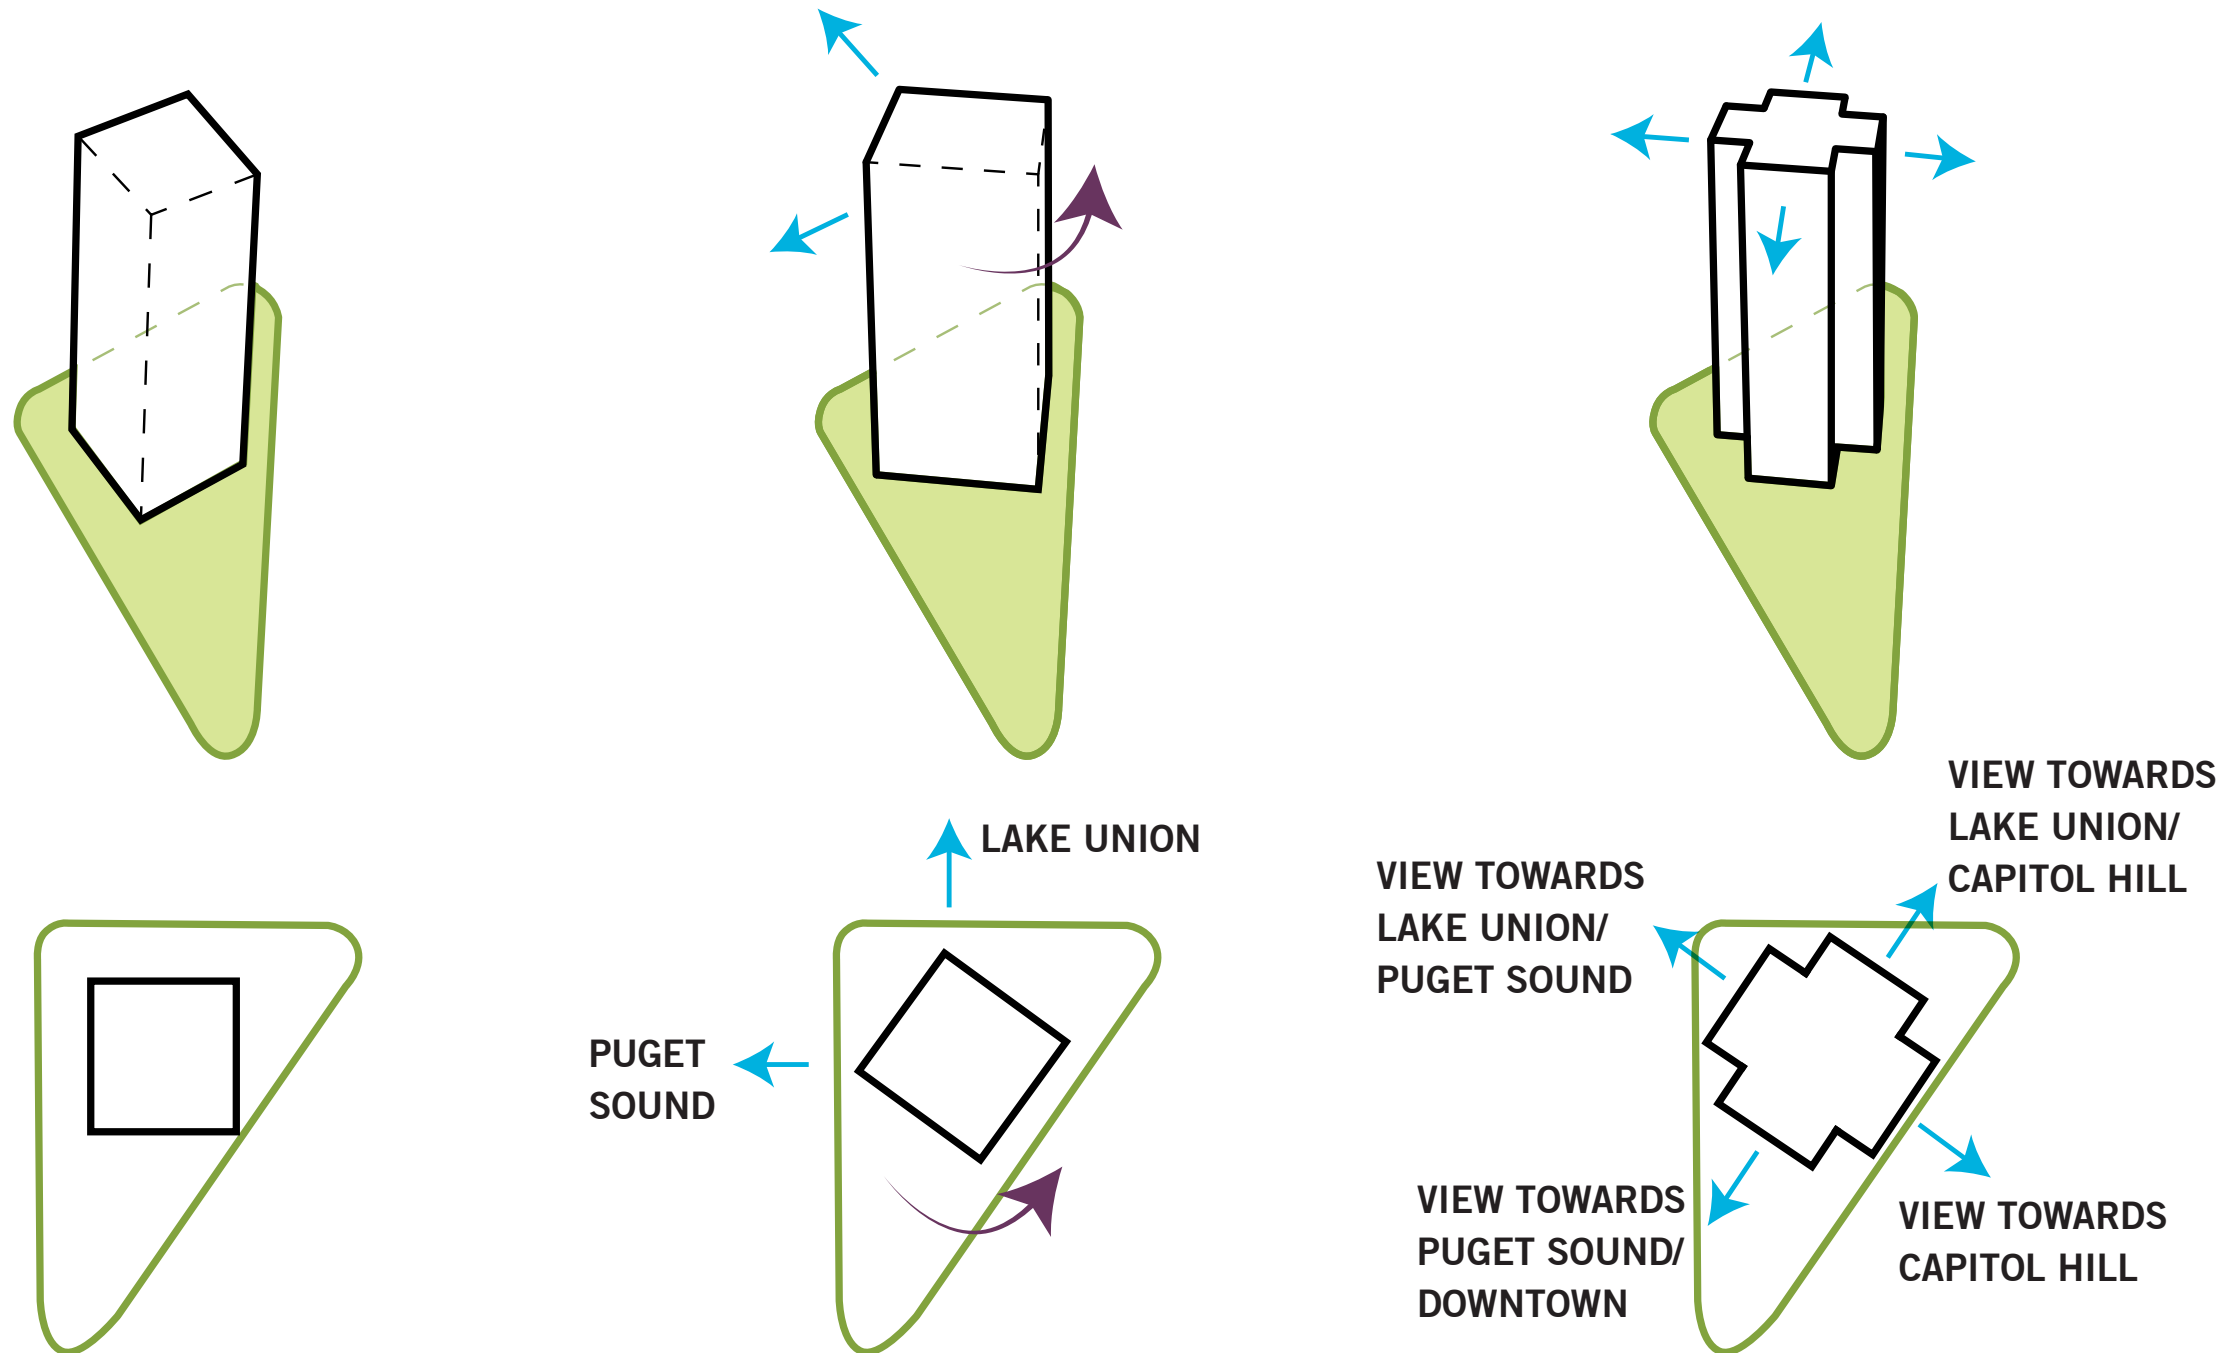 LAKE UNION
PUGET
SOUND
VIEW TOWARDS
LAKE UNION/
PUGET SOUND
VIEW TOWARDS
LAKE UNION/
CAPITOL HILL
VIEW TOWARDS
PUGET SOUND/
DOWNTOWN
VIEW TOWARDS
CAPITOL HILL